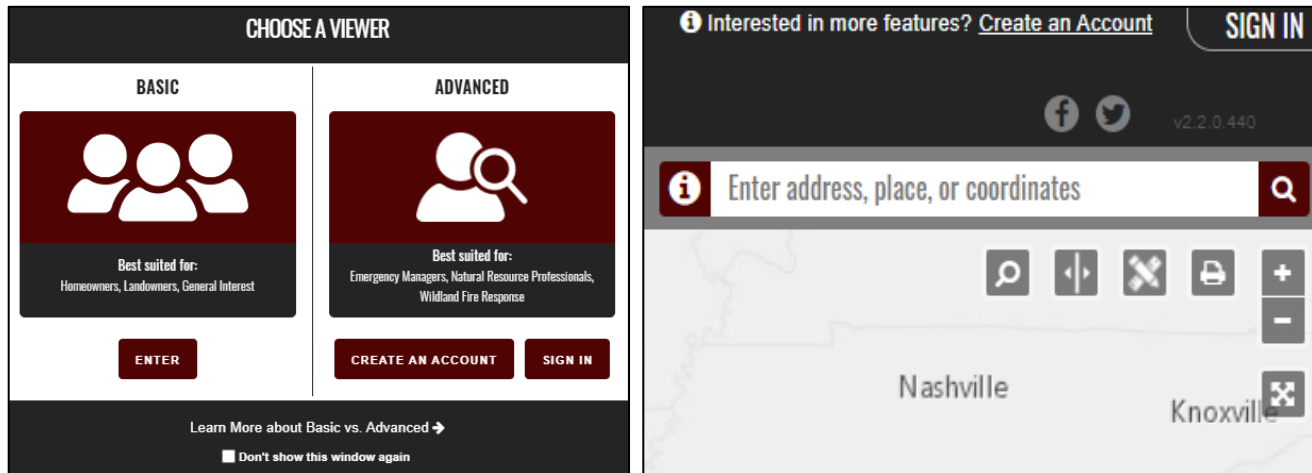 CHOOSE A VIEWER
BASIC
ADVANCED
Best suited for:
Homeowners, Landowners, General Interest
Best suited for:
Emergency Managers, Natural Resource Professionals,
Wildland Fire Response
ENTER
CREATE AN ACCOUNT
SIGN IN
Learn More about Basic vs. Advanced →
Don't show this window again
Interested in more features? Create an Account
SIGN IN
v2.2.0.440
Enter address, place, or coordinates
Nashville
Knoxville